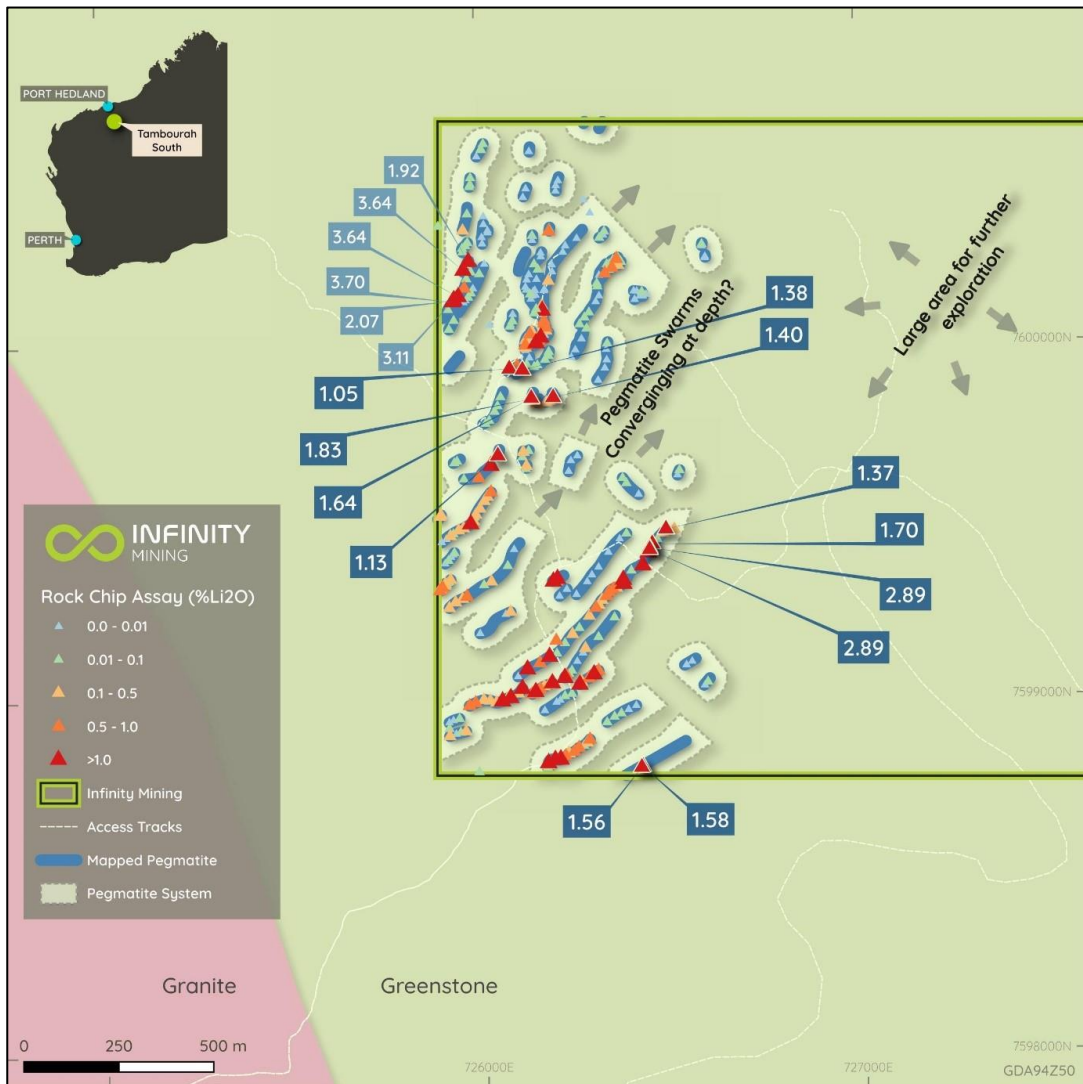 PORT HEDLAND
Tambourah
South
PERTH
1.92
3.64
3.64
3.70
2.07
3.11
1.05
1.83
1.64
1.13
1.38
1.40
Pegmatite Swarms
Converginging at depth?
Large area for further
exploration
7600000N
1.37
1.70
2.89
2.89
7599000N
1.56
1.58
INFINITY
MINING
Rock Chip Assay (%Li2O)
0.0 - 0.01
0.01 - 0.1
0.1 - 0.5
0.5 - 1.0
>1.0
Infinity Mining
Access Tracks
Mapped Pegmatite
Pegmatite System
Granite
Greenstone
0 250 500 m
726000E
727000E
7598000N
GDA94Z50